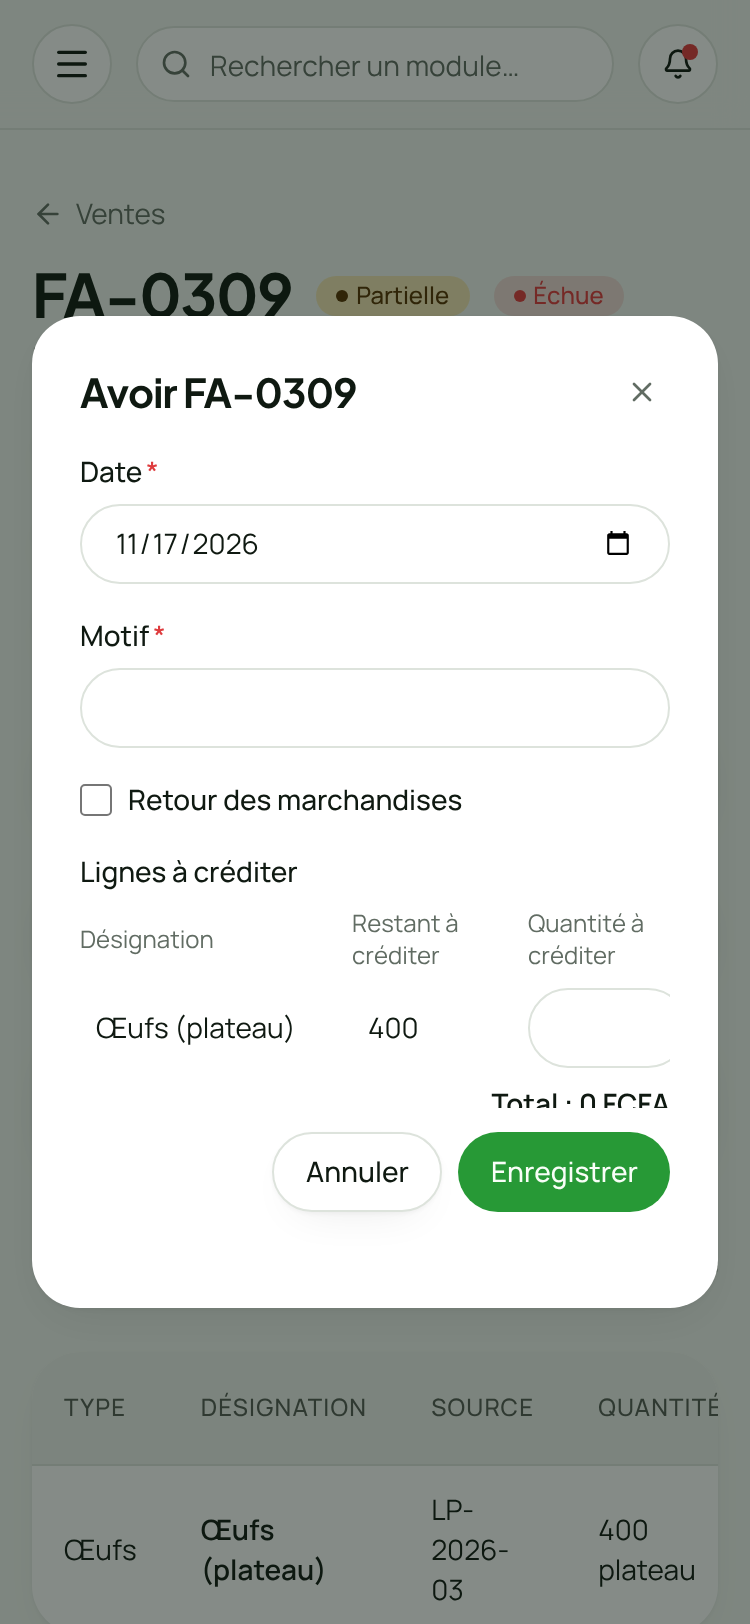 Rechercher un module...
Ventes
FA-0309 Partielle Échue
Avoir FA-0309
Date *
11/17/2026
Motif *
Retour des marchandises
Lignes à créditer
Désignation Restant à créditer Quantité à créditer
Œufs (plateau) 400
Total : 0 FCFA
Annuler Enregistrer
TYPE DÉSIGNATION SOURCE QUANTITÉ
Œufs Œufs (plateau) LP-2026-03 400 plateau